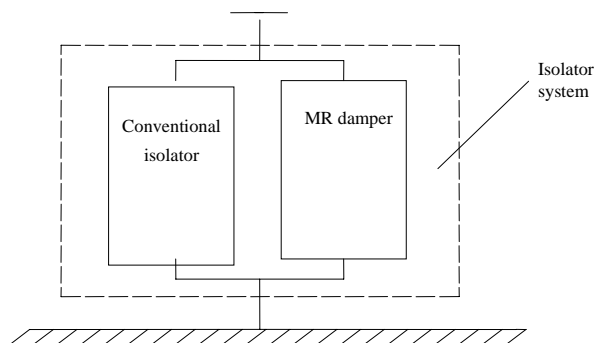 Conventional
isolator
MR damper
Isolator
system